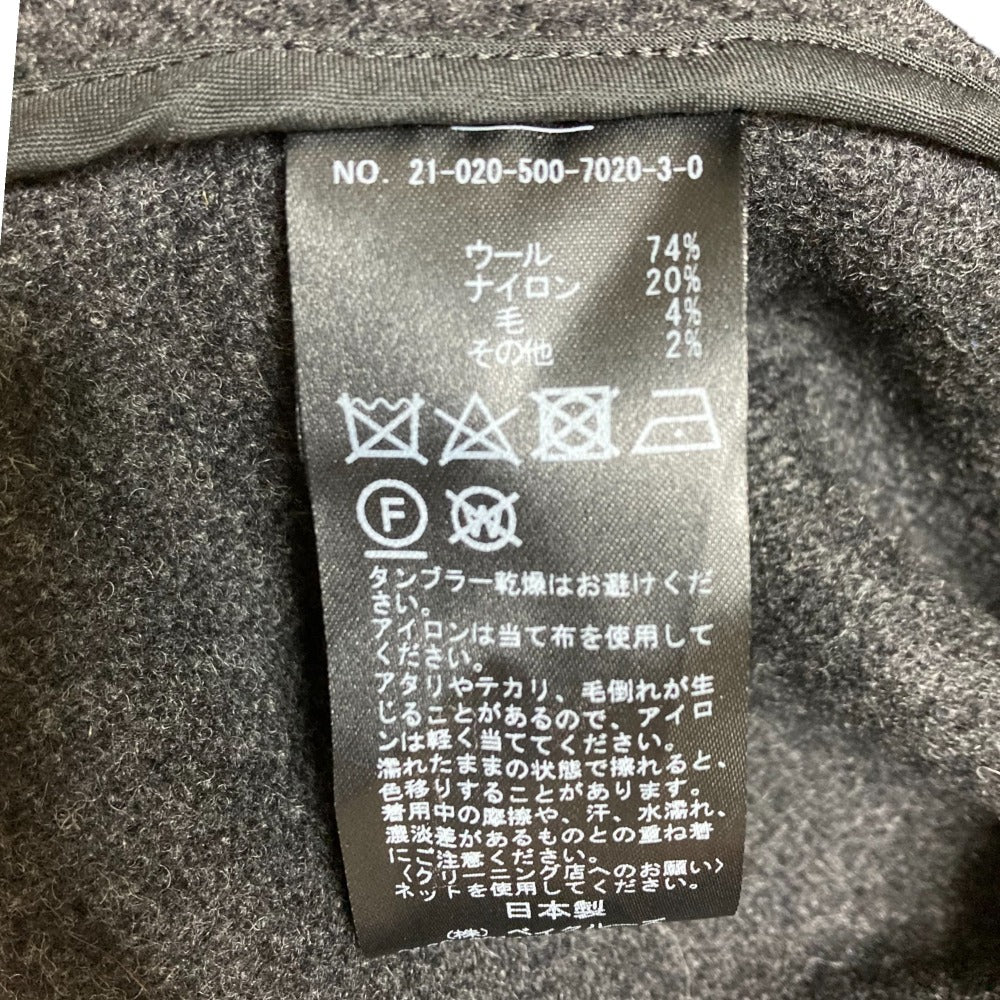 NO. 21-020-500-7020-3-0
ウール 74%
ナイロン 20%
毛 4%
その他 2%
F W
タンブラー乾燥はお避けくだ
さい。
アイロンは当て布を使用して
ください。
アタリやテカリ、毛倒れが生
じることがあるので、アイロ
ンは軽く当ててください。
濡れたままの状態で擦れると、
色移りすることがあります。
着用中の摩擦や、汗、水濡れ、
濃淡差があるものとの重ね着
にご注意ください。
〈クリーニング店へのお願い〉
ネットを使用してください。
日本製
(株) ベイクルーズ